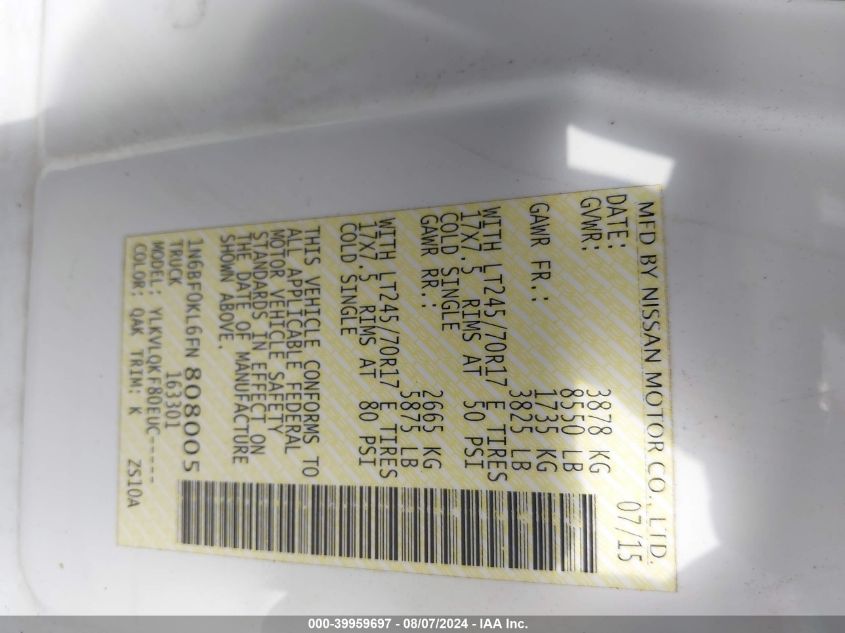 MFD BY NISSAN MOTOR CO., LTD.
DATE: 07/15
GVWR: 3878 KG
8550 LB
GAWR FR.: 1735 KG
3825 LB
WITH LT245/70R17 E TIRES
17X7.5 RIMS AT 50 PSI
COLD SINGLE
GAWR RR.: 2665 KG
5875 LB
WITH LT245/70R17 E TIRES
17X7.5 RIMS AT 80 PSI
COLD SINGLE
THIS VEHICLE CONFORMS TO
ALL APPLICABLE FEDERAL
MOTOR VEHICLE SAFETY
STANDARDS IN EFFECT ON
THE DATE OF MANUFACTURE
SHOWN ABOVE.
1N6BF0KL6FN808005
TRUCK 163301
MODEL: YLKVLQKF80EUC-----
COLOR: QAK TRIM: K ZS10A
000-39959697 - 08/07/2024 - IAA Inc.